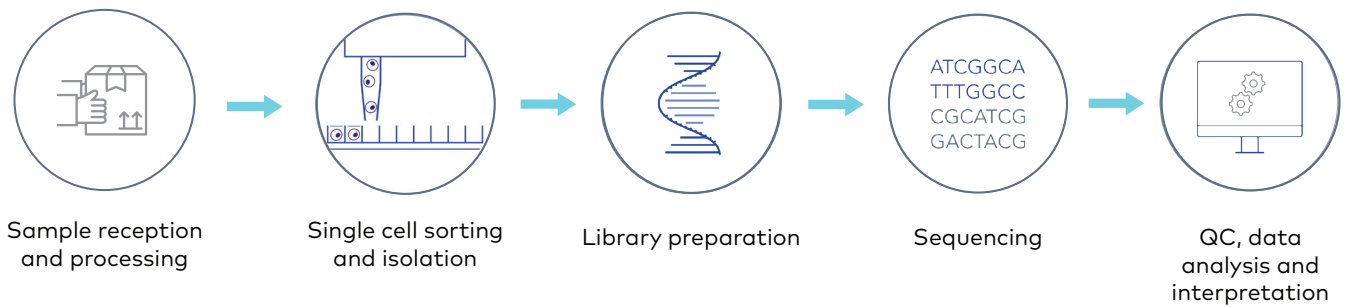 ATCGGCA
TTTGGCC
CGCATCG
GACTACG
Sample reception
and processing
Single cell sorting
and isolation
Library preparation
Sequencing
QC, data
analysis and
interpretation